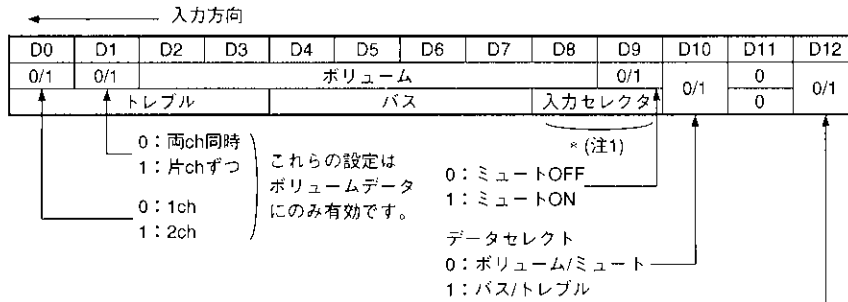 入力方向
D0 D1 D2 D3 D4 D5 D6 D7 D8 D9 D10 D11 D12
0/1 0/1 ボリューム 0/1 0/1 0 0/1
トレブル バス 入力セレクタ 0
* (注1)
0：両ch同時
1：片chずつ
0：1ch
1：2ch
これらの設定は
ボリュームデータ
にのみ有効です。
0：ミュートOFF
1：ミュートON
データセレクト
0：ボリューム/ミュート
1：バス/トレブル